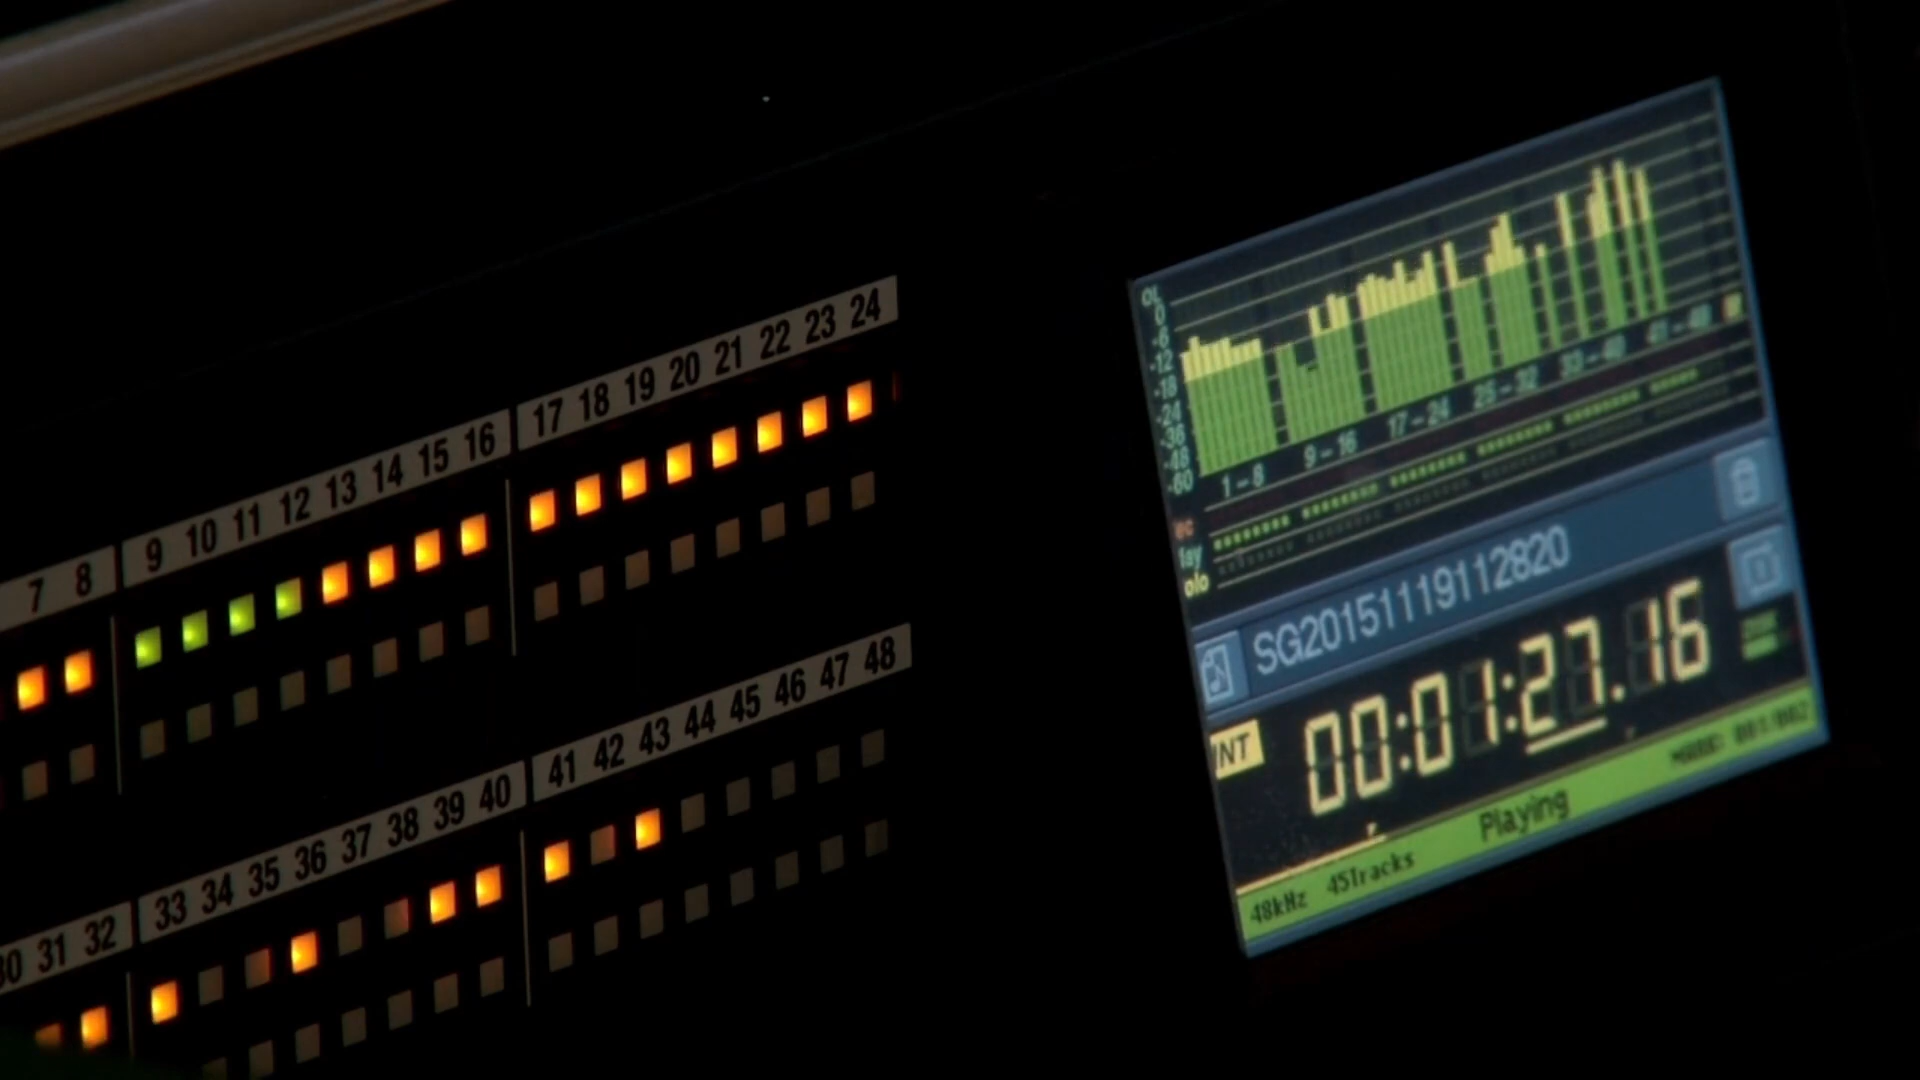 7 8
9 10 11 12 13 14 15 16
17 18 19 20 21 22 23 24
31 32
33 34 35 36 37 38 39 40
41 42 43 44 45 46 47 48
OL
0
-6
-12
-18
-24
-36
-48
-60
1-8 9-16 17-24 25-32 33-40 41-48
ec
lay
olo
SG20151119112820
INT
00:01:27.16
48kHz 45Tracks Playing